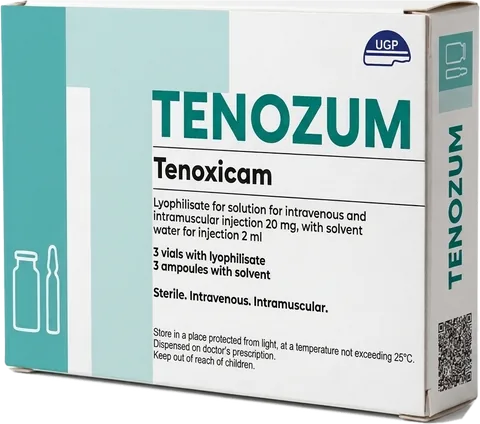 UGP
TENOZUM
Tenoxicam
Lyophilisate for solution for intravenous and
intramuscular injection 20 mg, with solvent
water for injection 2 ml
3 vials with lyophilisate
3 ampoules with solvent
Sterile. Intravenous. Intramuscular.
Store in a place protected from light, at a temperature not exceeding 25°C.
Dispensed on doctor's prescription.
Keep out of reach of children.
TENOZUM